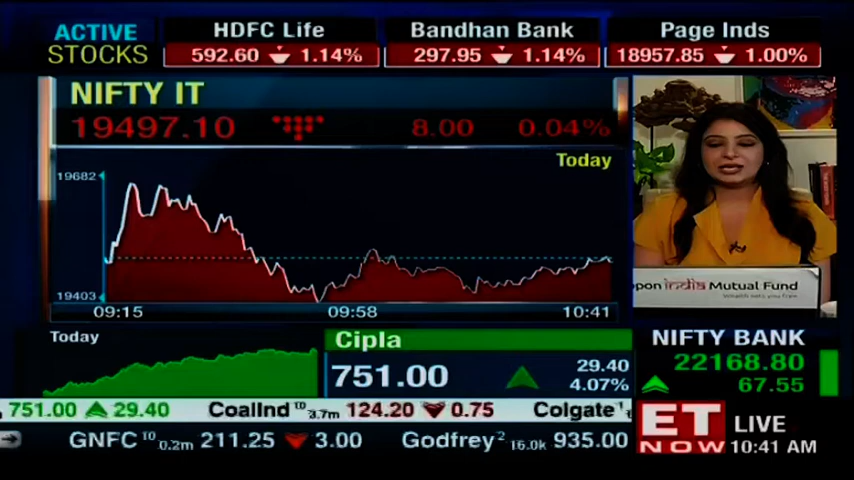 ACTIVE
STOCKS
HDFC Life
592.60 1.14%
Bandhan Bank
297.95 1.14%
Page Inds
18957.85 1.00%
NIFTY IT
19497.10 8.00 0.04%
Today
19682
19403
09:15 09:58 10:41
India Mutual Fund
Today
Cipla
751.00
29.40
4.07%
NIFTY BANK
22168.80
67.55
751.00 29.40 CoalInd 3.7m 124.20 0.75 Colgate
GNFC 0.2m 211.25 3.00 Godfrey 16.0k 935.00
ET
NOW
LIVE
10:41 AM